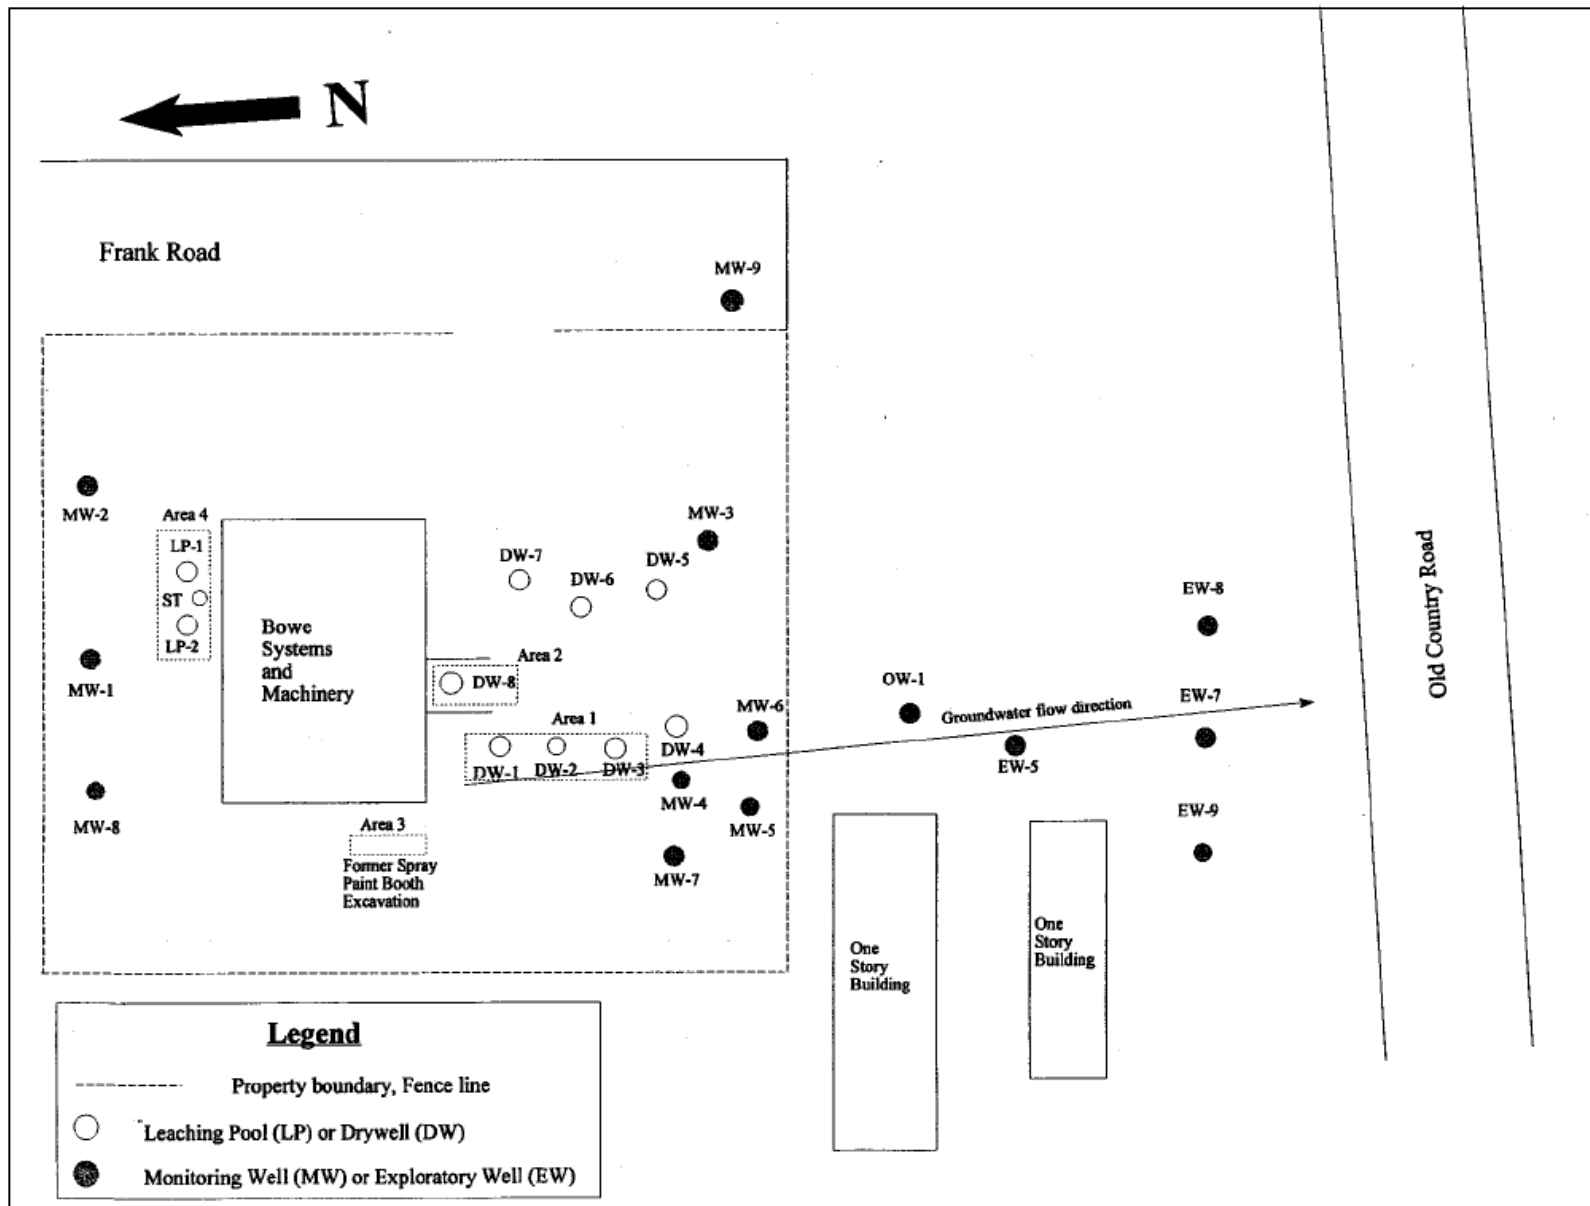 N
Frank Road
MW-9
MW-2
Area 4
LP-1
ST
LP-2
MW-1
MW-8
Bowe
Systems
and
Machinery
DW-7
DW-6
DW-5
MW-3
Area 2
DW-8
Area 1
DW-1
DW-2
DW-3
DW-4
MW-6
MW-4
MW-5
MW-7
Area 3
Former Spray
Paint Booth
Excavation
OW-1
Groundwater flow direction
EW-5
EW-8
EW-7
EW-9
Old Country Road
One
Story
Building
One
Story
Building
Legend
Property boundary, Fence line
Leaching Pool (LP) or Drywell (DW)
Monitoring Well (MW) or Exploratory Well (EW)